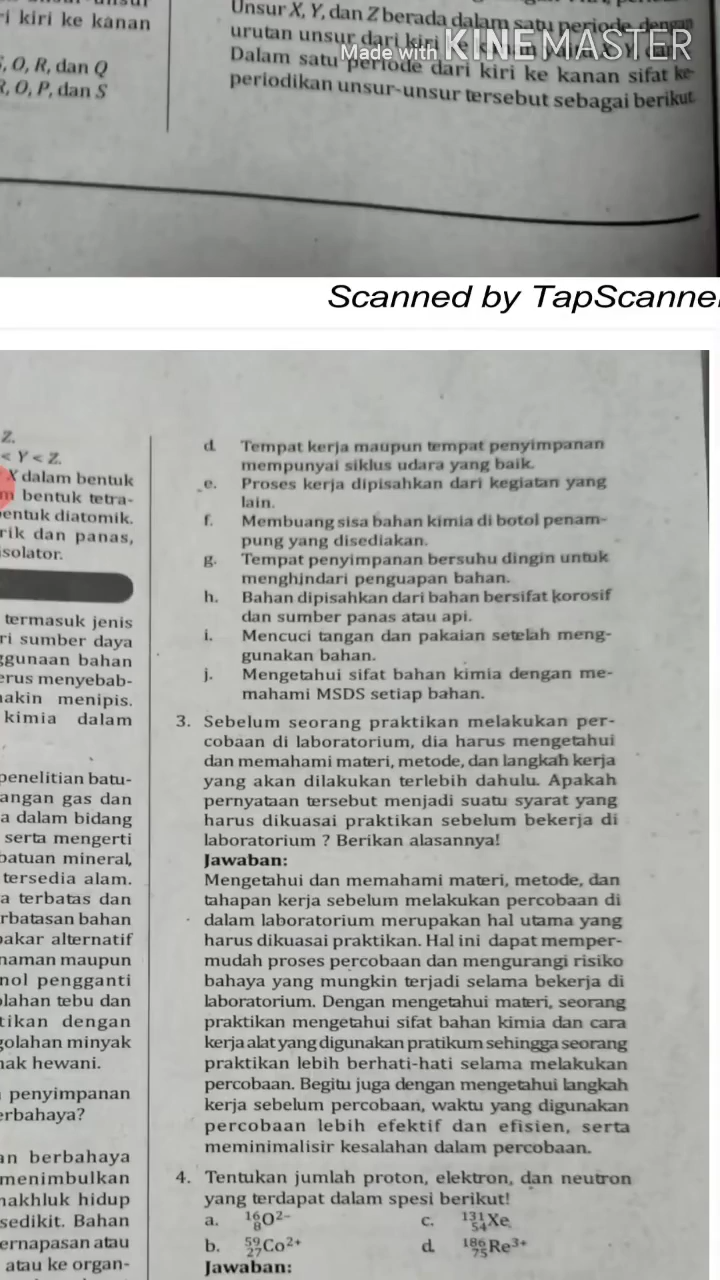 i kiri ke kanan
O, R, dan Q
R, O, P, dan S
Unsur X, Y, dan Z berada dalam satu periode dengan
urutan unsur dari kiri
Made with KINEMASTER
Dalam satu periode dari kiri ke kanan sifat ke-
periodikan unsur-unsur tersebut sebagai berikut
Scanned by TapScanne
Z.
< Y < Z.
X dalam bentuk
bentuk tetra-
entuk diatomik.
rik dan panas,
isolator.
termasuk jenis
ri sumber daya
ggunaan bahan
erus menyebab-
nakin menipis.
kimia dalam
penelitian batu-
angan gas dan
a dalam bidang
serta mengerti
batuan mineral,
tersedia alam.
a terbatas dan
rbatasan bahan
pakar alternatif
naman maupun
nol pengganti
olahan tebu dan
tikan dengan
golahan minyak
nak hewani.
penyimpanan
erbahaya?
an berbahaya
menimbulkan
nakhluk hidup
sedikit. Bahan
ernapasan atau
atau ke organ-
d. Tempat kerja maupun tempat penyimpanan
mempunyai siklus udara yang baik.
e. Proses kerja dipisahkan dari kegiatan yang
lain.
f. Membuang sisa bahan kimia di botol penam-
pung yang disediakan.
g. Tempat penyimpanan bersuhu dingin untuk
menghindari penguapan bahan.
h. Bahan dipisahkan dari bahan bersifat korosif
dan sumber panas atau api.
i. Mencuci tangan dan pakaian setelah meng-
gunakan bahan.
j. Mengetahui sifat bahan kimia dengan me-
mahami MSDS setiap bahan.
3. Sebelum seorang praktikan melakukan per-
cobaan di laboratorium, dia harus mengetahui
dan memahami materi, metode, dan langkah kerja
yang akan dilakukan terlebih dahulu. Apakah
pernyataan tersebut menjadi suatu syarat yang
harus dikuasai praktikan sebelum bekerja di
laboratorium ? Berikan alasannya!
Jawaban:
Mengetahui dan memahami materi, metode, dan
tahapan kerja sebelum melakukan percobaan di
dalam laboratorium merupakan hal utama yang
harus dikuasai praktikan. Hal ini dapat memper-
mudah proses percobaan dan mengurangi risiko
bahaya yang mungkin terjadi selama bekerja di
laboratorium. Dengan mengetahui materi, seorang
praktikan mengetahui sifat bahan kimia dan cara
kerja alat yang digunakan pratikum sehingga seorang
praktikan lebih berhati-hati selama melakukan
percobaan. Begitu juga dengan mengetahui langkah
kerja sebelum percobaan, waktu yang digunakan
percobaan lebih efektif dan efisien, serta
meminimalisir kesalahan dalam percobaan.
4. Tentukan jumlah proton, elektron, dan neutron
yang terdapat dalam spesi berikut!
a. ¹⁶₈O²⁻ c. ¹³¹₅₄Xe
b. ⁵⁹₂₇Co²⁺ d. ¹⁸⁶₇₅Re³⁺
Jawaban: